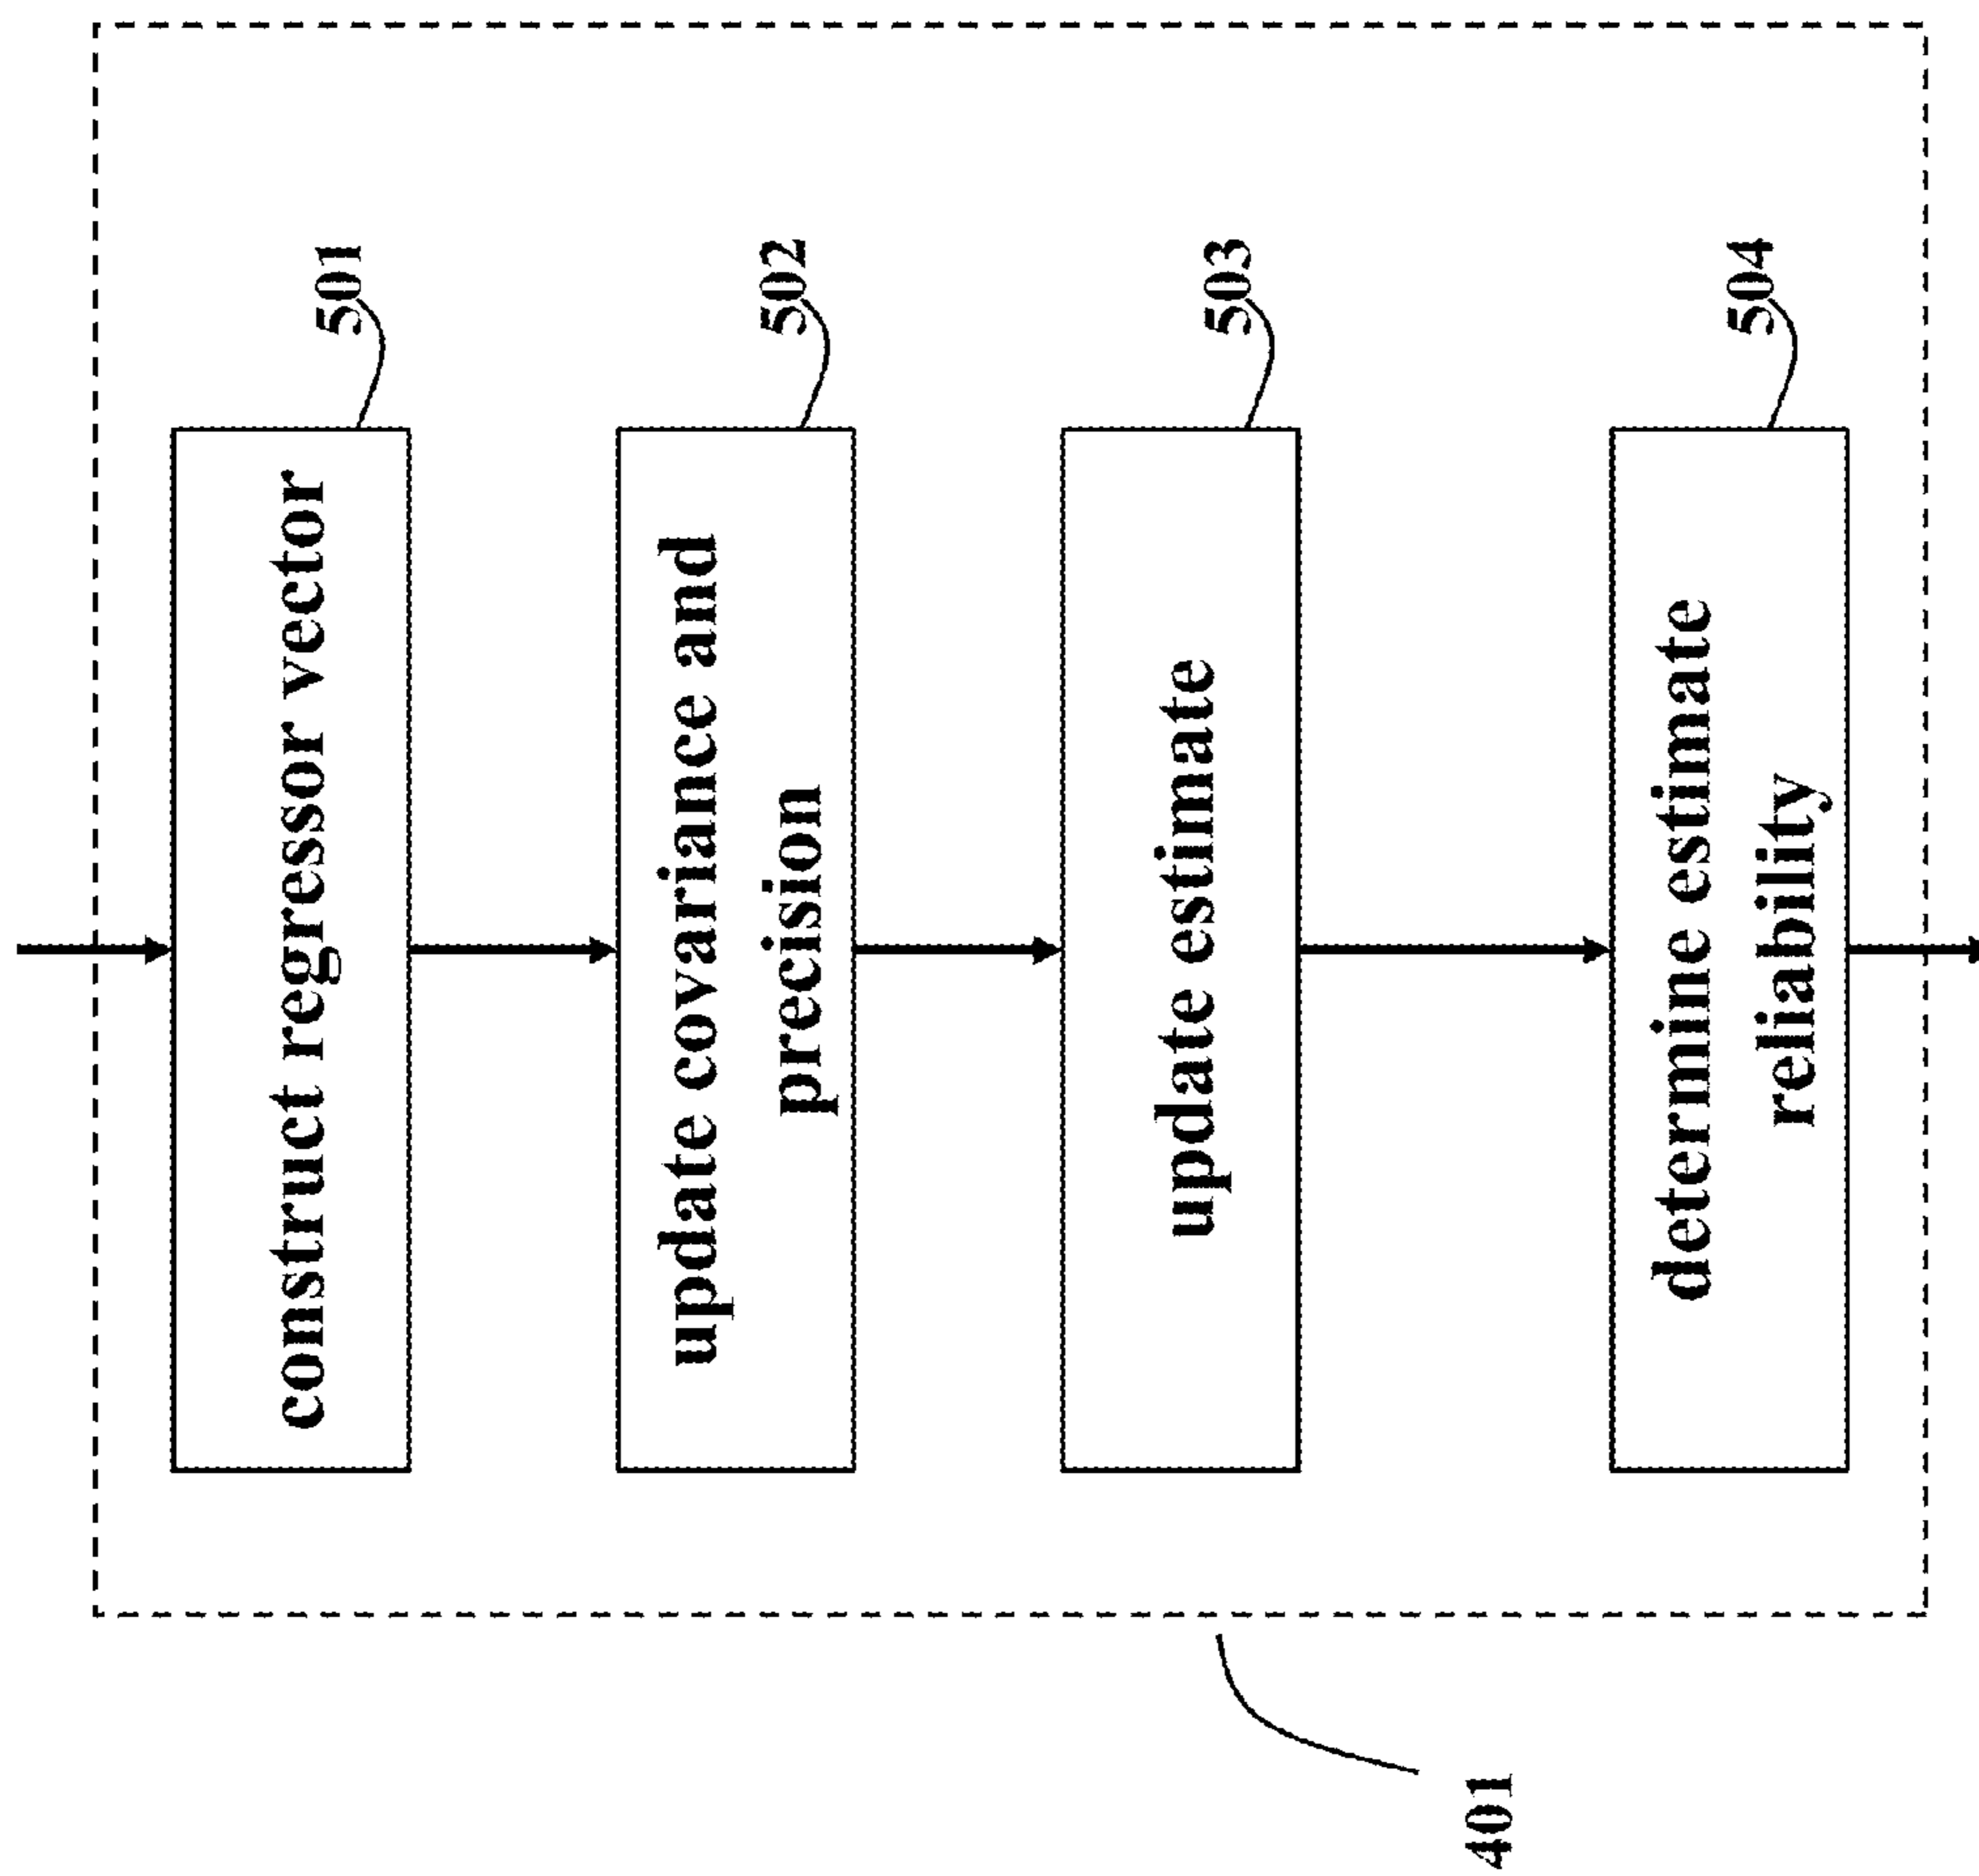 501
construct regressor vector
502
update covariance and
precision
503
update estimate
504
determine estimate
reliability
401